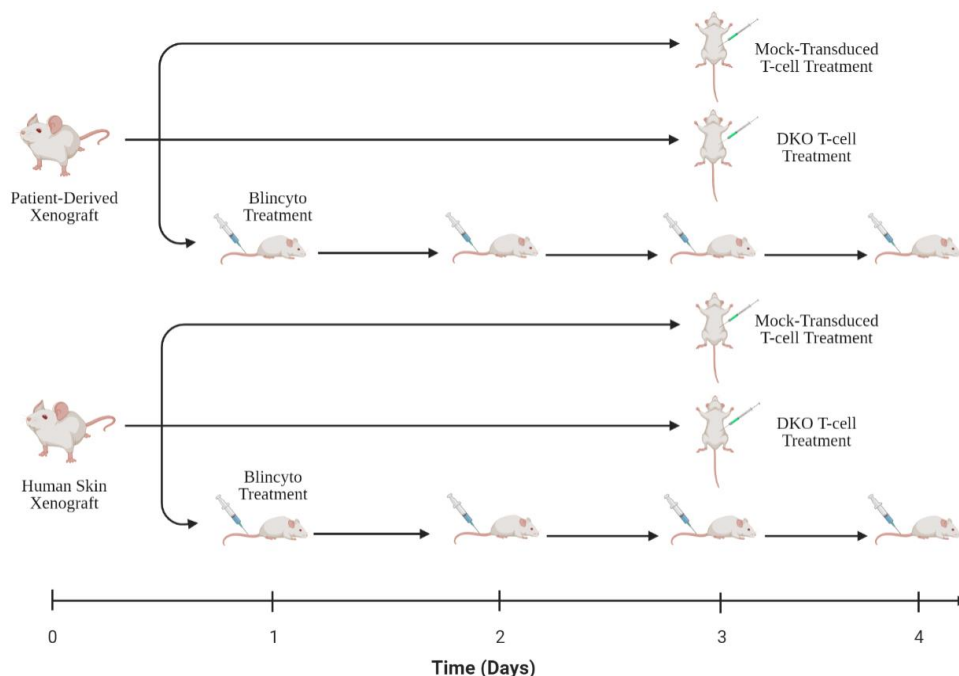 Mock-Transduced
T-cell Treatment
DKO T-cell
Treatment
Patient-Derived
Xenograft
Blincyto
Treatment
Mock-Transduced
T-cell Treatment
DKO T-cell
Treatment
Human Skin
Xenograft
Blincyto
Treatment
0 1 2 3 4
Time (Days)